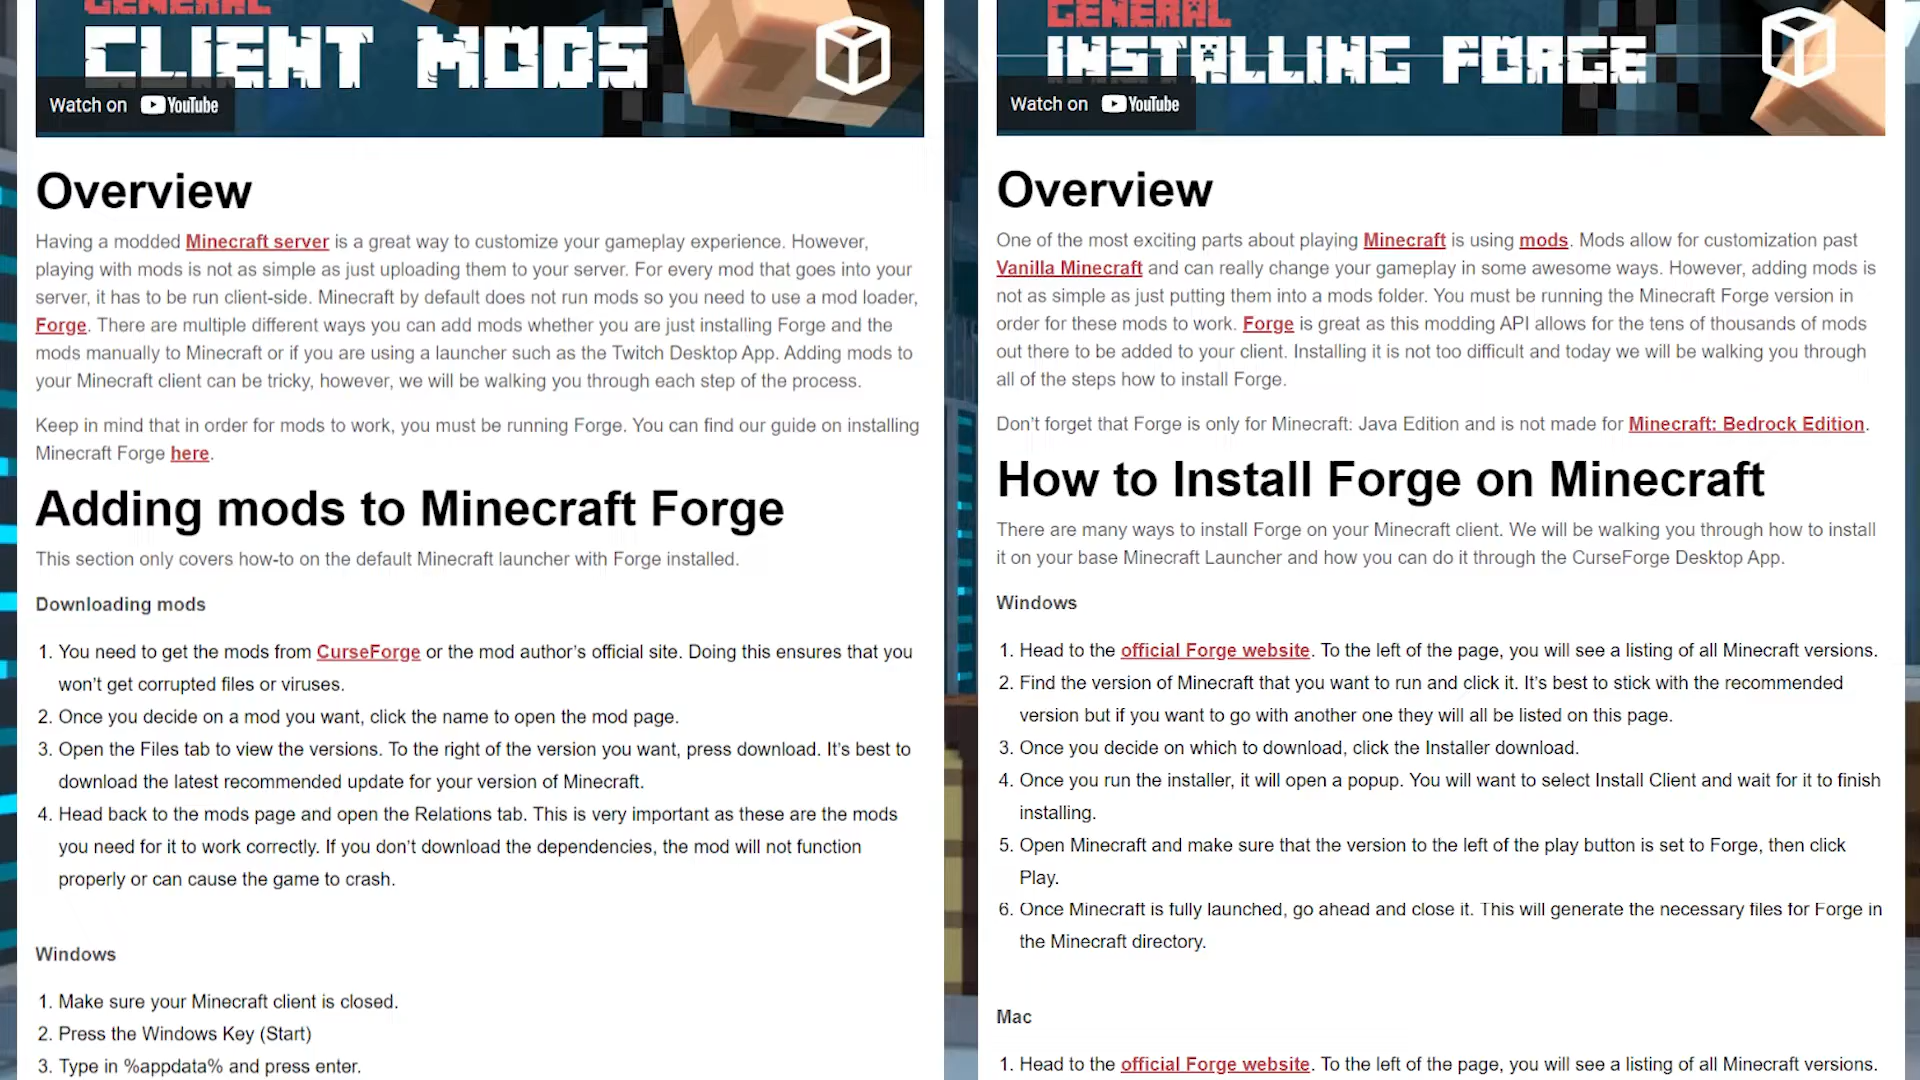 GENERAL
CLIENT MODS
Watch on YouTube
Overview
Having a modded Minecraft server is a great way to customize your gameplay experience. However,
playing with mods is not as simple as just uploading them to your server. For every mod that goes into your
server, it has to be run client-side. Minecraft by default does not run mods so you need to use a mod loader,
Forge. There are multiple different ways you can add mods whether you are just installing Forge and the
mods manually to Minecraft or if you are using a launcher such as the Twitch Desktop App. Adding mods to
your Minecraft client can be tricky, however, we will be walking you through each step of the process.
Keep in mind that in order for mods to work, you must be running Forge. You can find our guide on installing
Minecraft Forge here.
Adding mods to Minecraft Forge
This section only covers how-to on the default Minecraft launcher with Forge installed.
Downloading mods
1. You need to get the mods from CurseForge or the mod author’s official site. Doing this ensures that you
won’t get corrupted files or viruses.
2. Once you decide on a mod you want, click the name to open the mod page.
3. Open the Files tab to view the versions. To the right of the version you want, press download. It’s best to
download the latest recommended update for your version of Minecraft.
4. Head back to the mods page and open the Relations tab. This is very important as these are the mods
you need for it to work correctly. If you don’t download the dependencies, the mod will not function
properly or can cause the game to crash.
Windows
1. Make sure your Minecraft client is closed.
2. Press the Windows Key (Start)
3. Type in %appdata% and press enter.
GENERAL
INSTALLING FORGE
Watch on YouTube
Overview
One of the most exciting parts about playing Minecraft is using mods. Mods allow for customization past
Vanilla Minecraft and can really change your gameplay in some awesome ways. However, adding mods is
not as simple as just putting them into a mods folder. You must be running the Minecraft Forge version in
order for these mods to work. Forge is great as this modding API allows for the tens of thousands of mods
out there to be added to your client. Installing it is not too difficult and today we will be walking you through
all of the steps how to install Forge.
Don’t forget that Forge is only for Minecraft: Java Edition and is not made for Minecraft: Bedrock Edition.
How to Install Forge on Minecraft
There are many ways to install Forge on your Minecraft client. We will be walking you through how to install
it on your base Minecraft Launcher and how you can do it through the CurseForge Desktop App.
Windows
1. Head to the official Forge website. To the left of the page, you will see a listing of all Minecraft versions.
2. Find the version of Minecraft that you want to run and click it. It’s best to stick with the recommended
version but if you want to go with another one they will all be listed on this page.
3. Once you decide on which to download, click the Installer download.
4. Once you run the installer, it will open a popup. You will want to select Install Client and wait for it to finish
installing.
5. Open Minecraft and make sure that the version to the left of the play button is set to Forge, then click
Play.
6. Once Minecraft is fully launched, go ahead and close it. This will generate the necessary files for Forge in
the Minecraft directory.
Mac
1. Head to the official Forge website. To the left of the page, you will see a listing of all Minecraft versions.